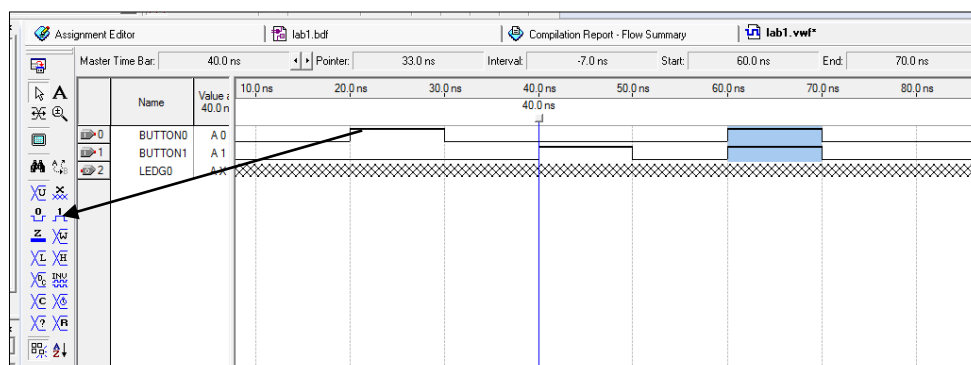 Assignment Editor lab1.bdf Compilation Report - Flow Summary lab1.vwf*
Master Time Bar: 40.0 ns Pointer: 33.0 ns Interval: -7.0 ns Start: 60.0 ns End: 70.0 ns
A
Name
Value
40.0 n
10.0 ns 20.0 ns 30.0 ns 40.0 ns 50.0 ns 60.0 ns 70.0 ns 80.0 ns
40.0 ns
0 BUTTON0 A 0
1 BUTTON1 A 1
2 LEDG0 A X
0 1
Z
INV